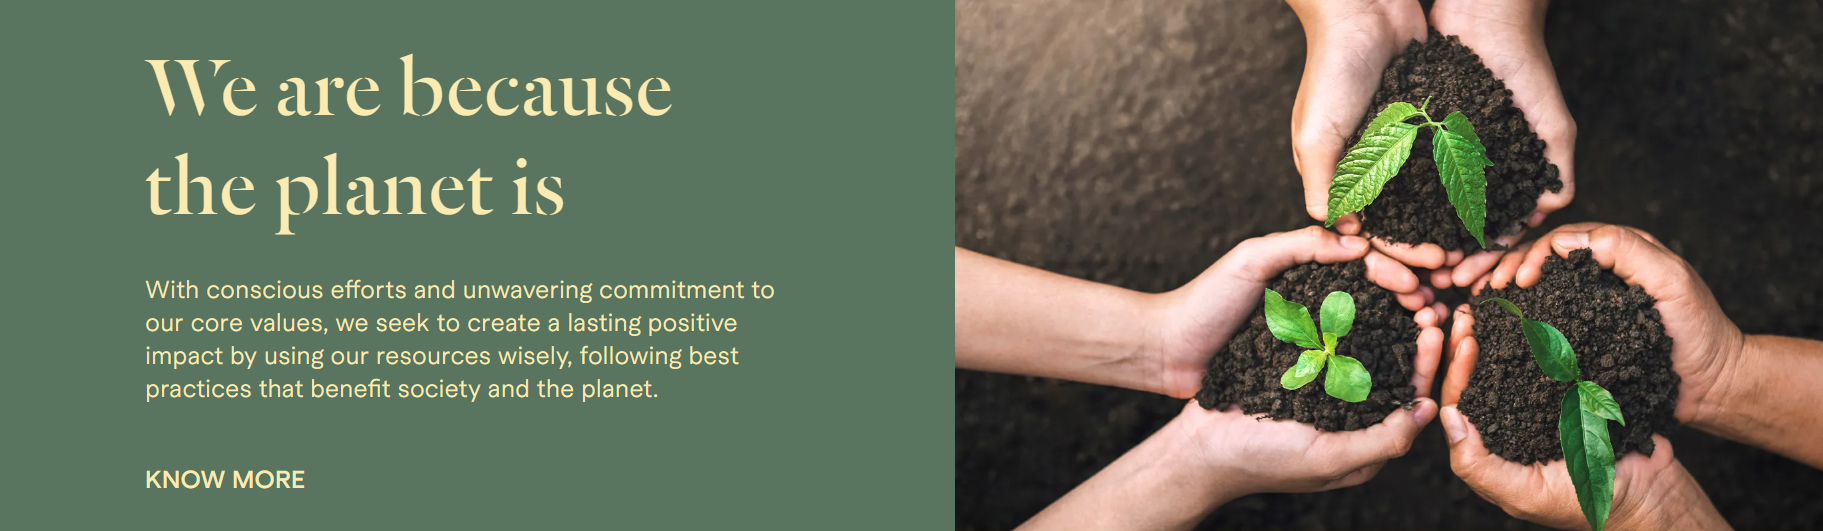 We are because
the planet is
With conscious efforts and unwavering commitment to
our core values, we seek to create a lasting positive
impact by using our resources wisely, following best
practices that benefit society and the planet.
KNOW MORE